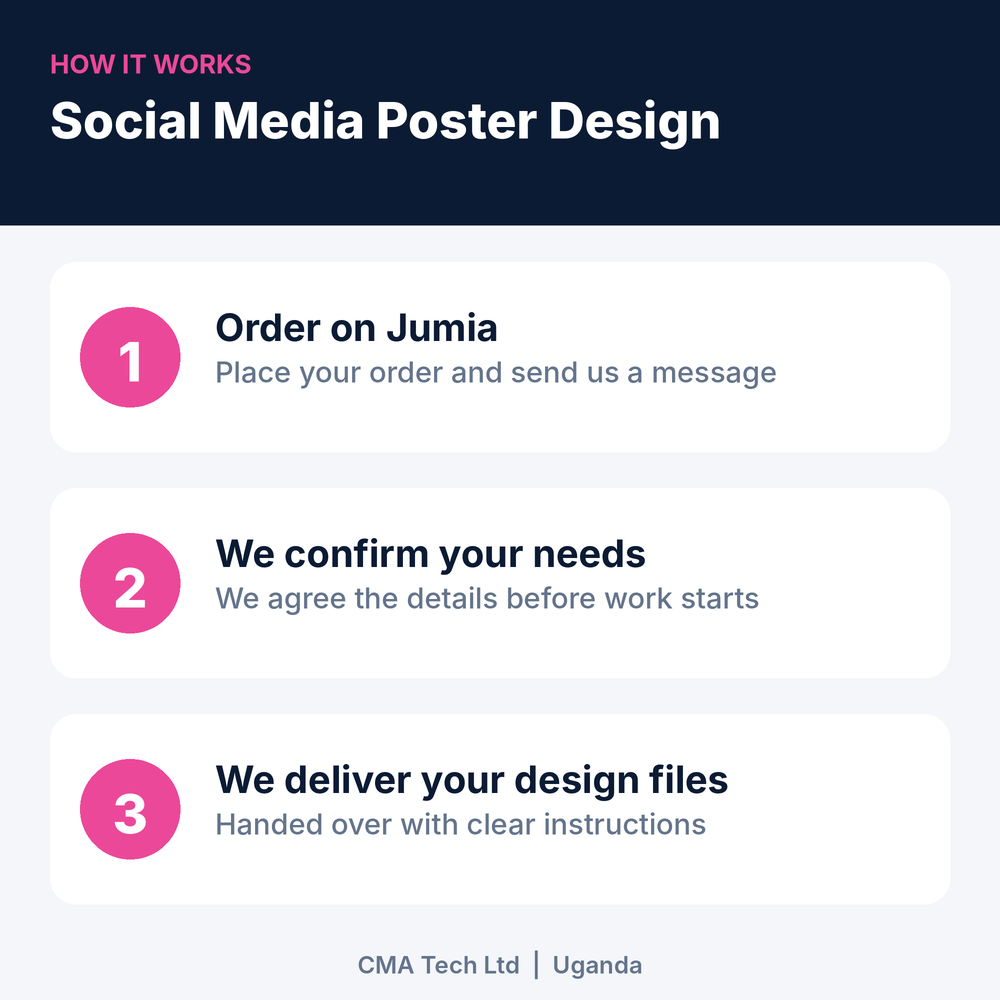 HOW IT WORKS
Social Media Poster Design
1
Order on Jumia
Place your order and send us a message
2
We confirm your needs
We agree the details before work starts
3
We deliver your design files
Handed over with clear instructions
CMA Tech Ltd | Uganda